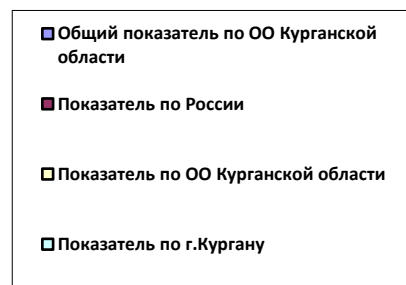 Общий показатель по ОО Курганской
области
Показатель по России
Показатель по ОО Курганской области
Показатель по г.Кургану